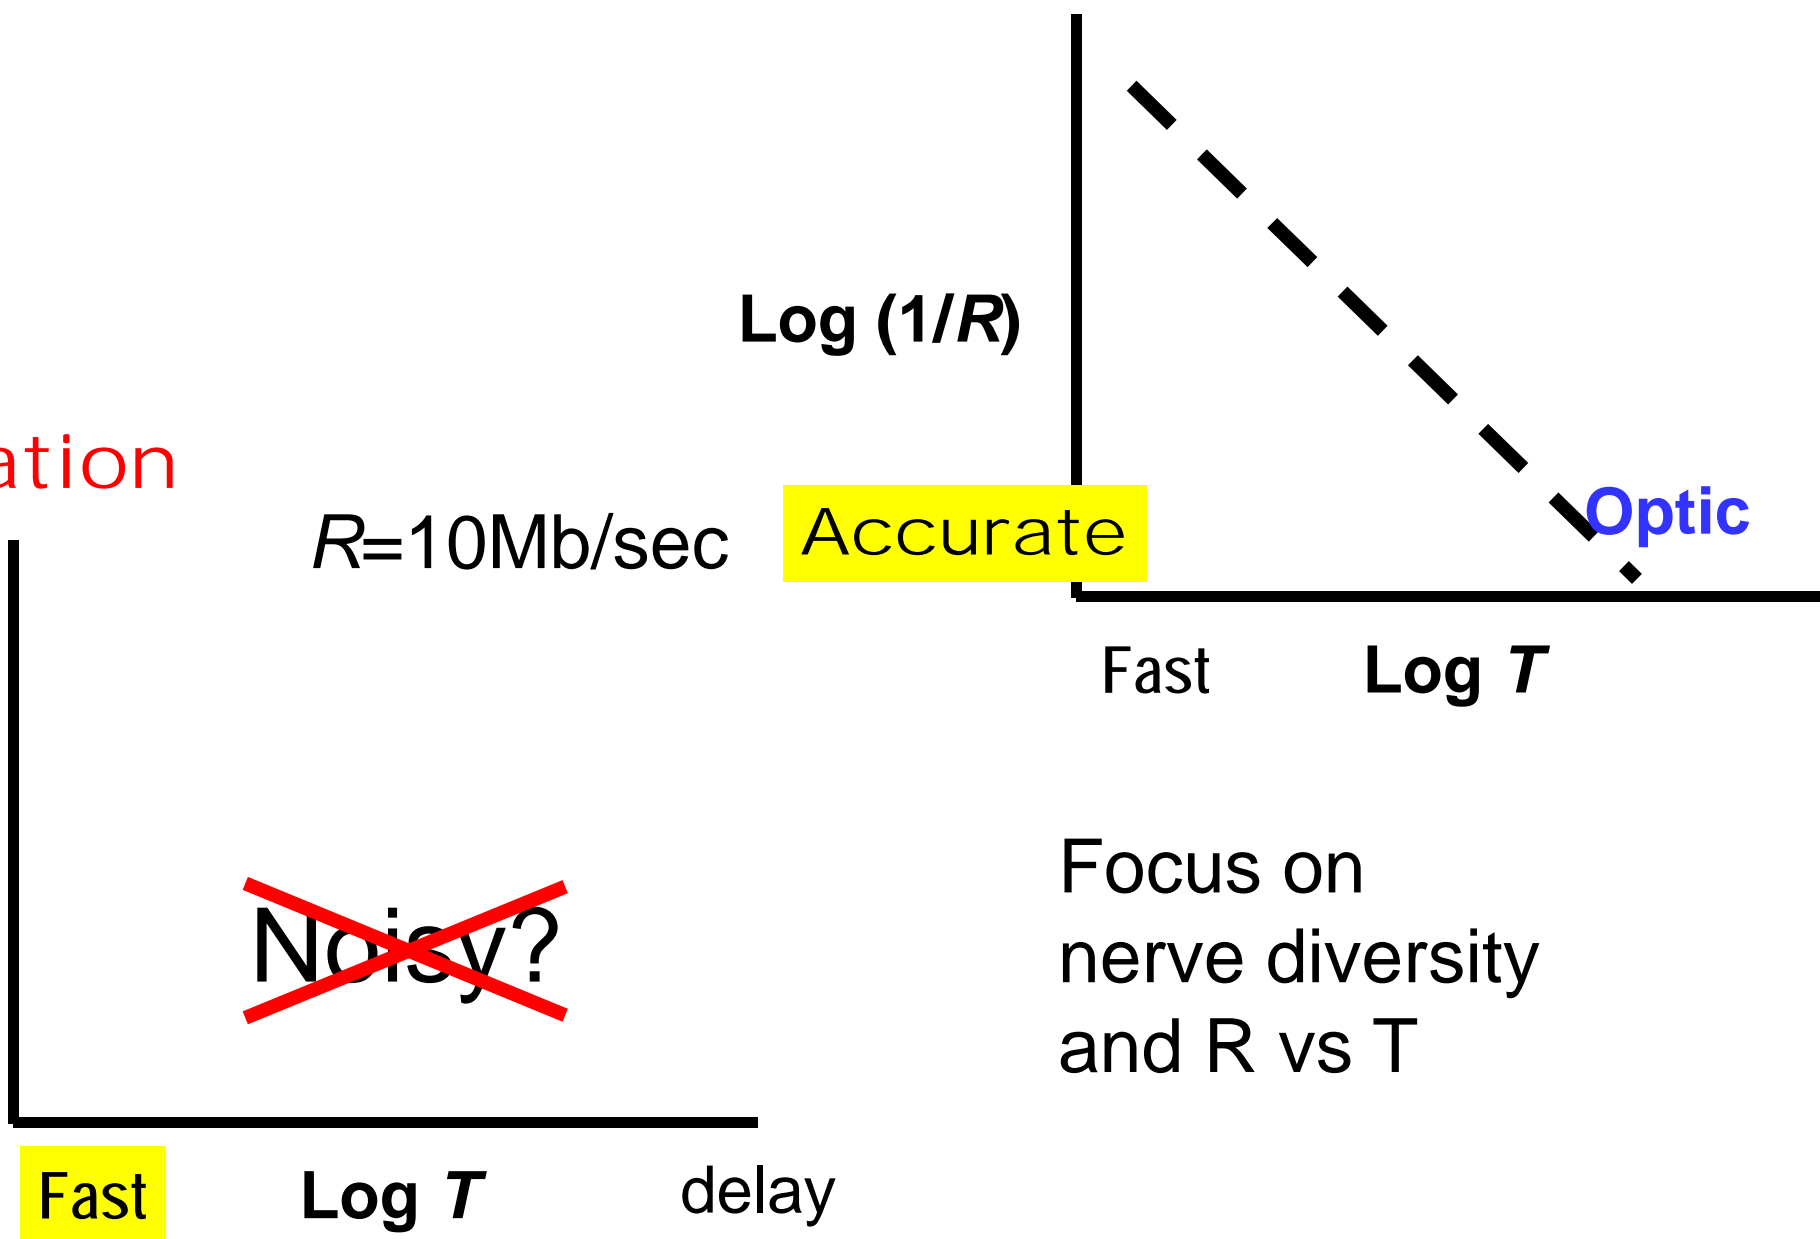 Log (1/R)
ation
R=10Mb/sec
Accurate
Optic
Fast
Log T
Noisy?
Focus on
nerve diversity
and R vs T
Fast
Log T
delay